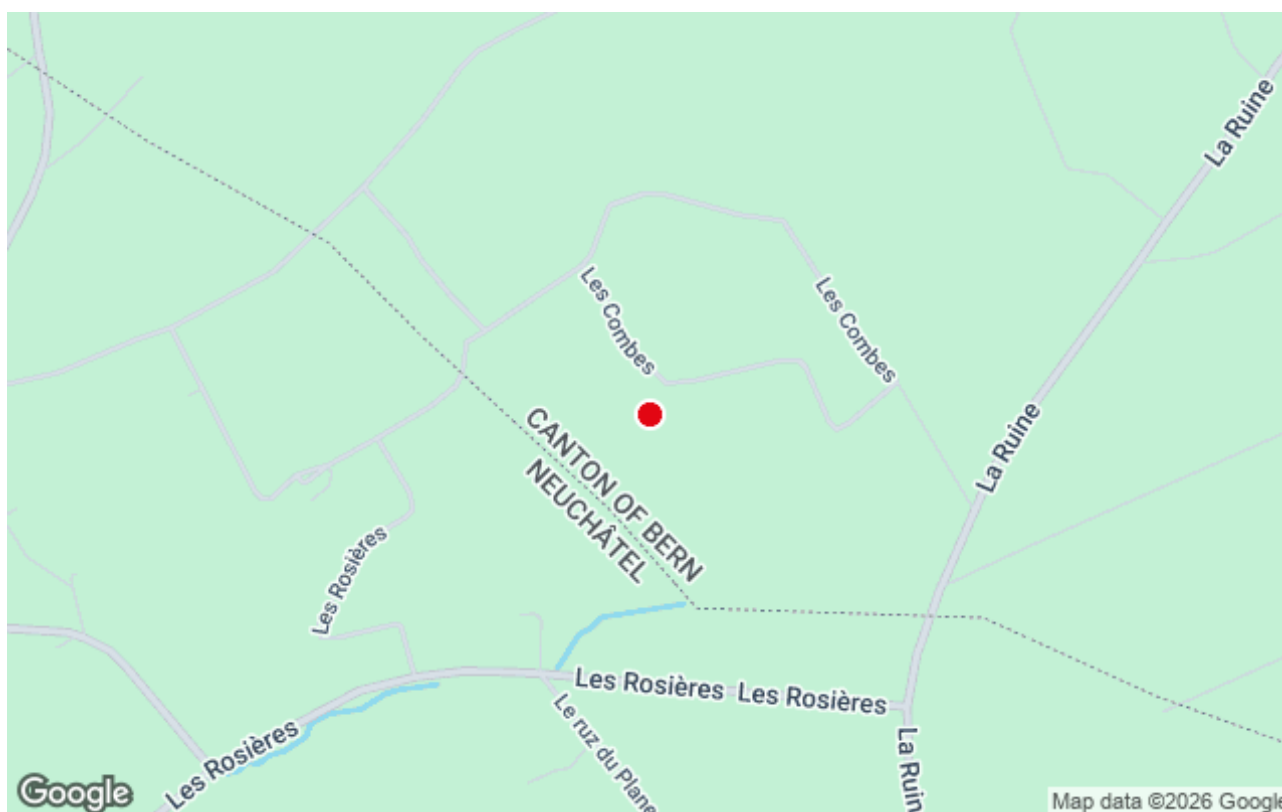 La Ruine
Les Combes
Les Combes
La Ruine
CANTON OF BERN
NEUCHÂTEL
Les Rosières
Les Rosières
Les Rosières
Les Rosières
Le ruz du Plane
La Ruin
Google
Map data ©2026 Google